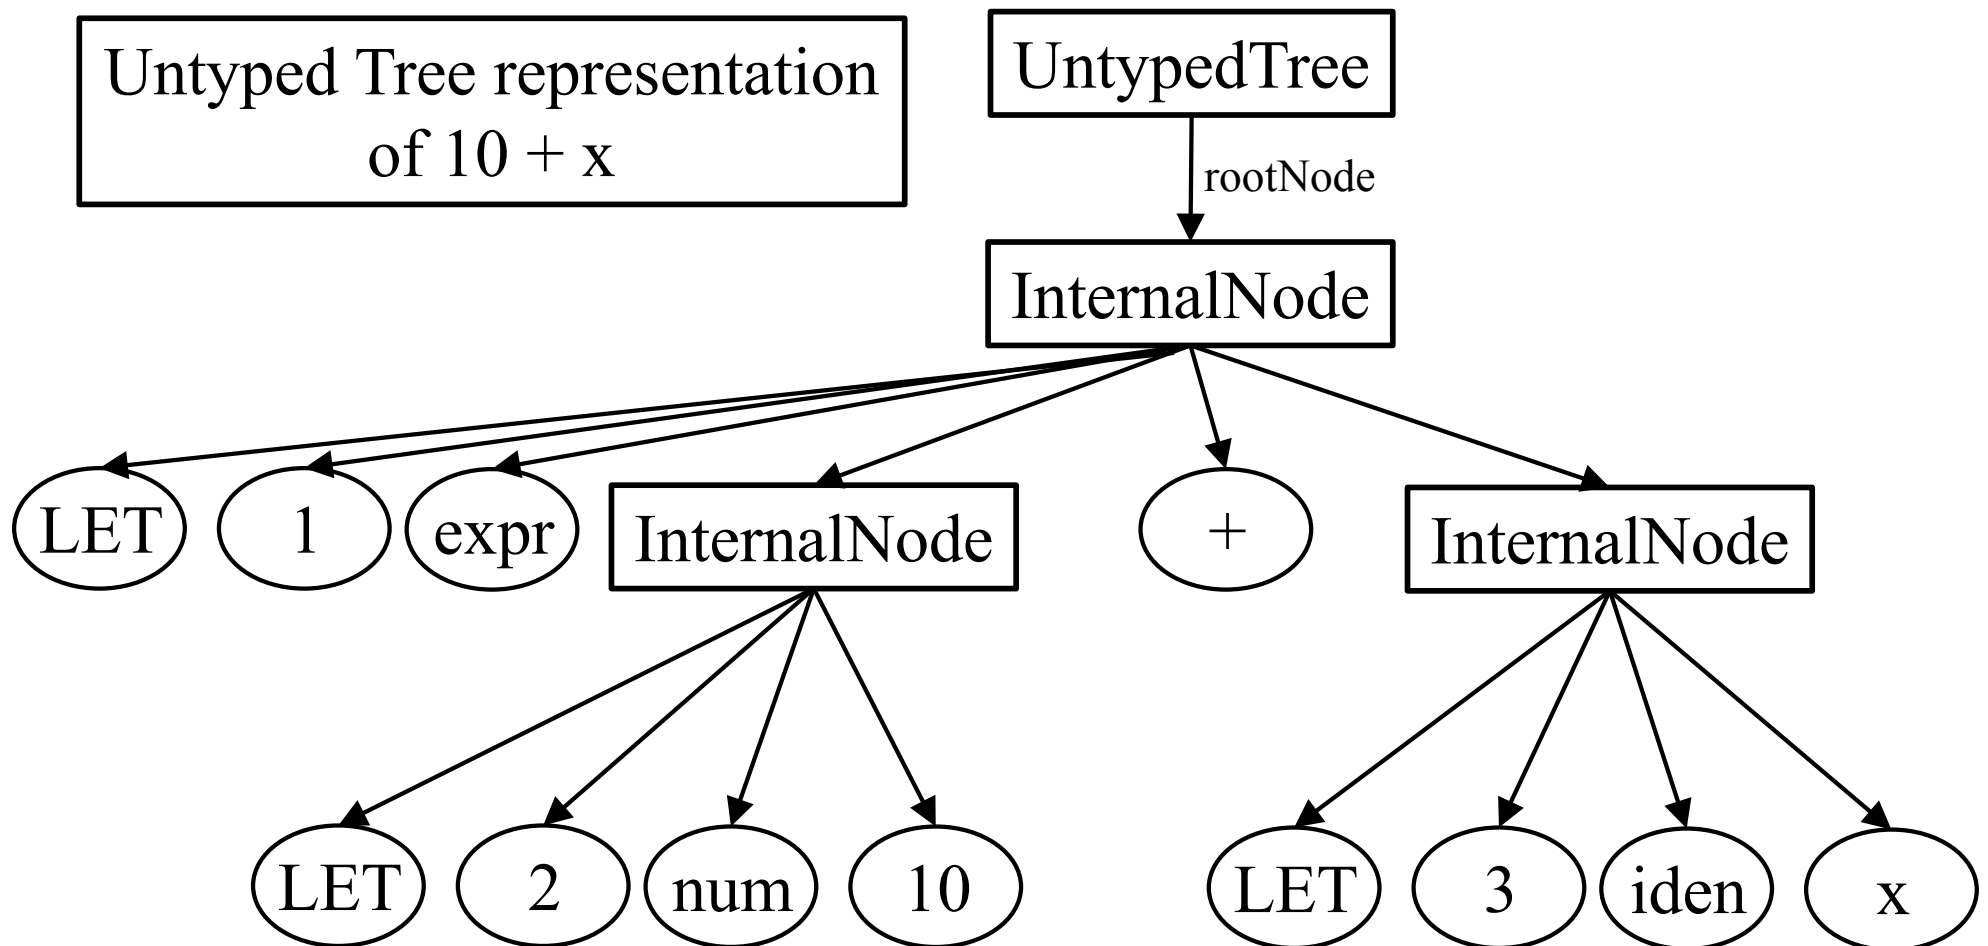 Untyped Tree representation
of 10 + x
UntypedTree
rootNode
InternalNode
LET
1
expr
InternalNode
+
InternalNode
LET
2
num
10
LET
3
iden
x